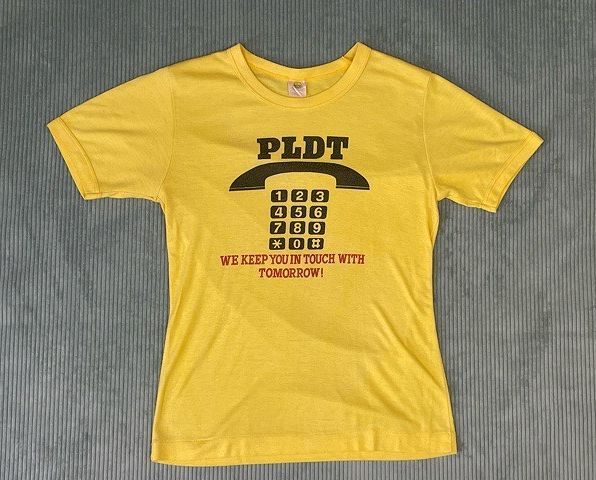 PLDT
1 2 3
4 5 6
7 8 9
* 0 #
WE KEEP YOU IN TOUCH WITH
TOMORROW!